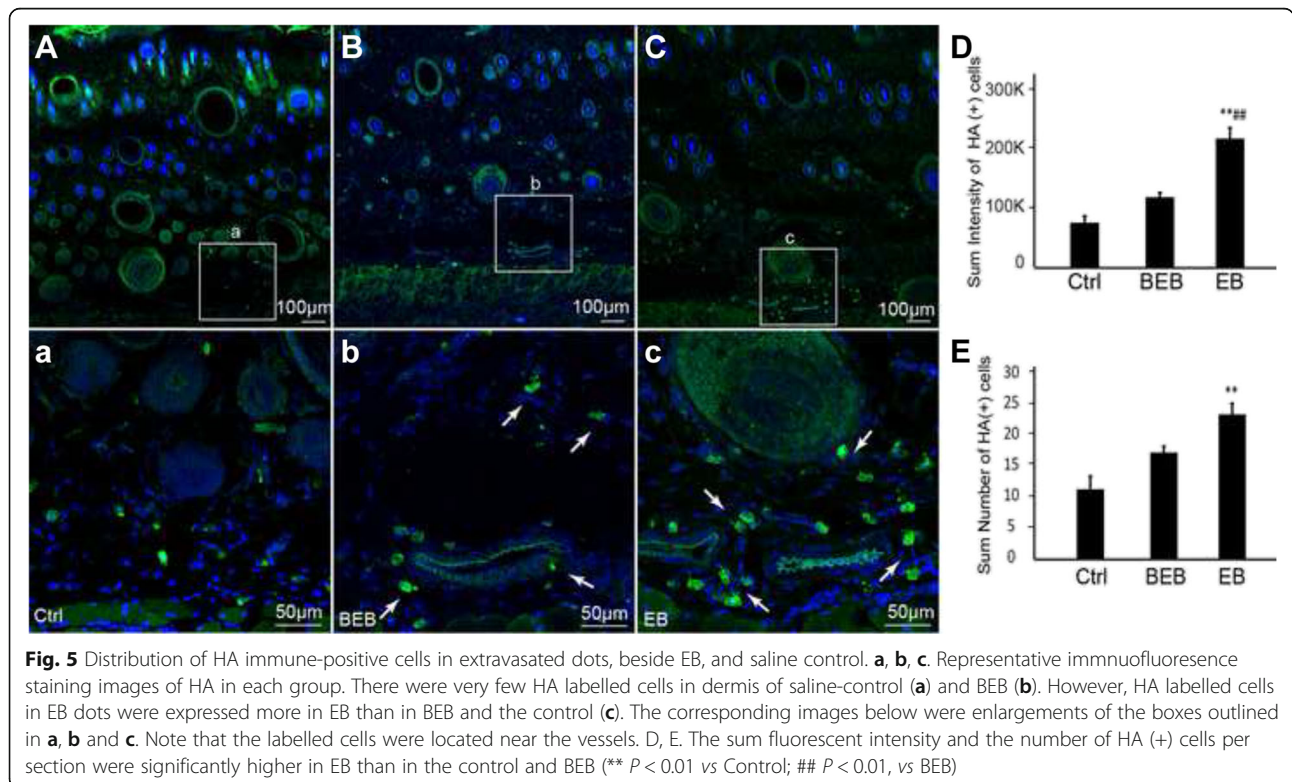 A
B
C
a
b
c
100μm
100μm
100μm
a
b
c
Ctrl
BEB
EB
50μm
50μm
50μm
D
Sum Intensity of HA (+) cells
300K
200K
100K
0
**##
Ctrl BEB EB
E
Sum Number of HA(+) cells
30
25
20
15
10
5
0
**
Ctrl BEB EB
Fig. 5 Distribution of HA immune-positive cells in extravasated dots, beside EB, and saline control. a, b, c. Representative immnuofluoresence
staining images of HA in each group. There were very few HA labelled cells in dermis of saline-control (a) and BEB (b). However, HA labelled cells
in EB dots were expressed more in EB than in BEB and the control (c). The corresponding images below were enlargements of the boxes outlined
in a, b and c. Note that the labelled cells were located near the vessels. D, E. The sum fluorescent intensity and the number of HA (+) cells per
section were significantly higher in EB than in the control and BEB (** P < 0.01 vs Control; ## P < 0.01, vs BEB)